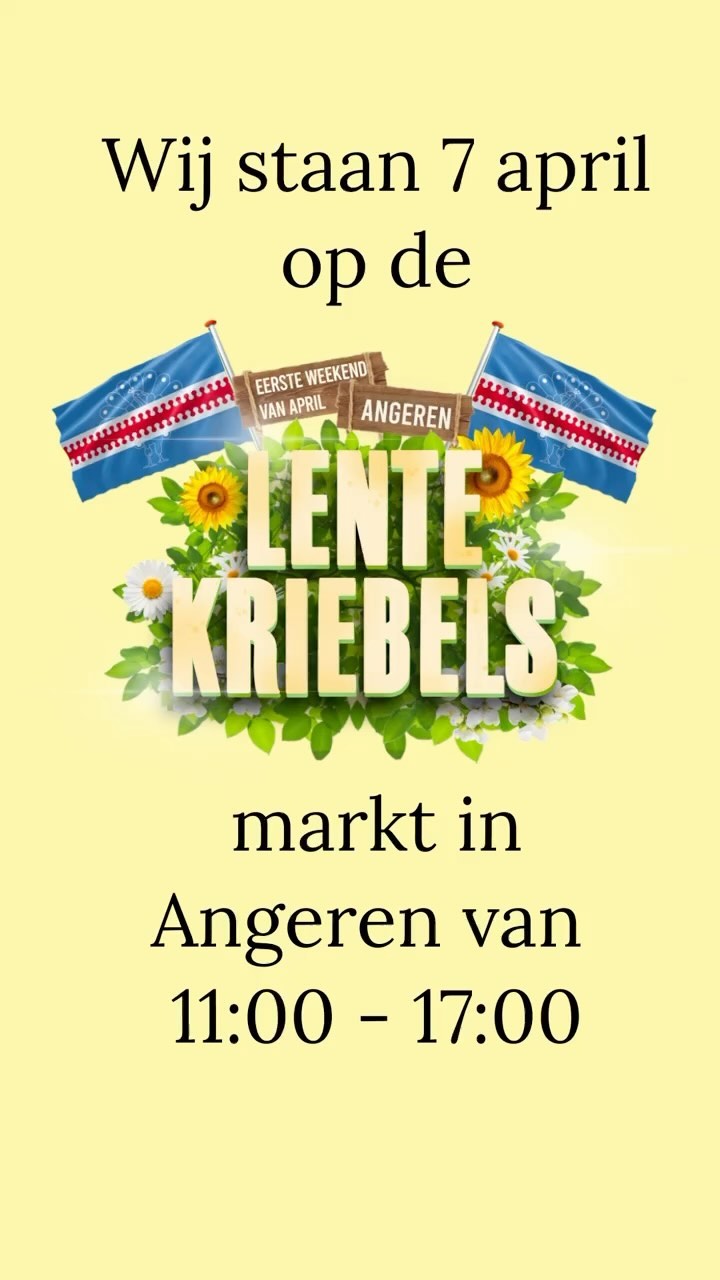 Wij staan 7 april
op de
EERSTE WEEKEND
VAN APRIL
ANGEREN
LENTE
KRIEBELS
markt in
Angeren van
11:00 - 17:00